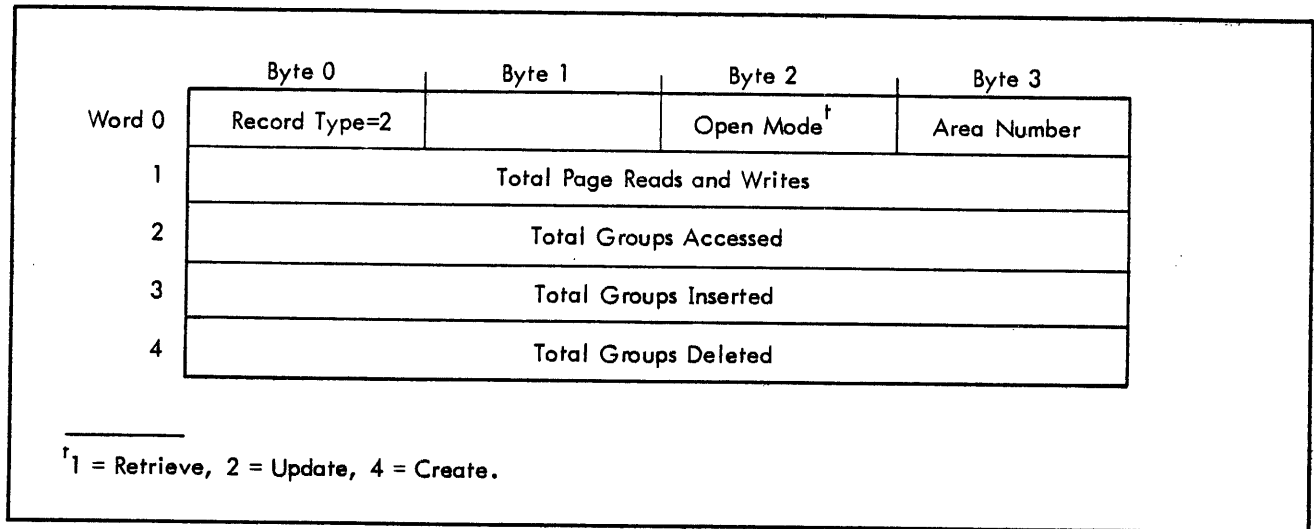 Byte 0 Byte 1 Byte 2 Byte 3
Word 0 Record Type=2 Open Mode† Area Number
1 Total Page Reads and Writes
2 Total Groups Accessed
3 Total Groups Inserted
4 Total Groups Deleted
†1 = Retrieve, 2 = Update, 4 = Create.